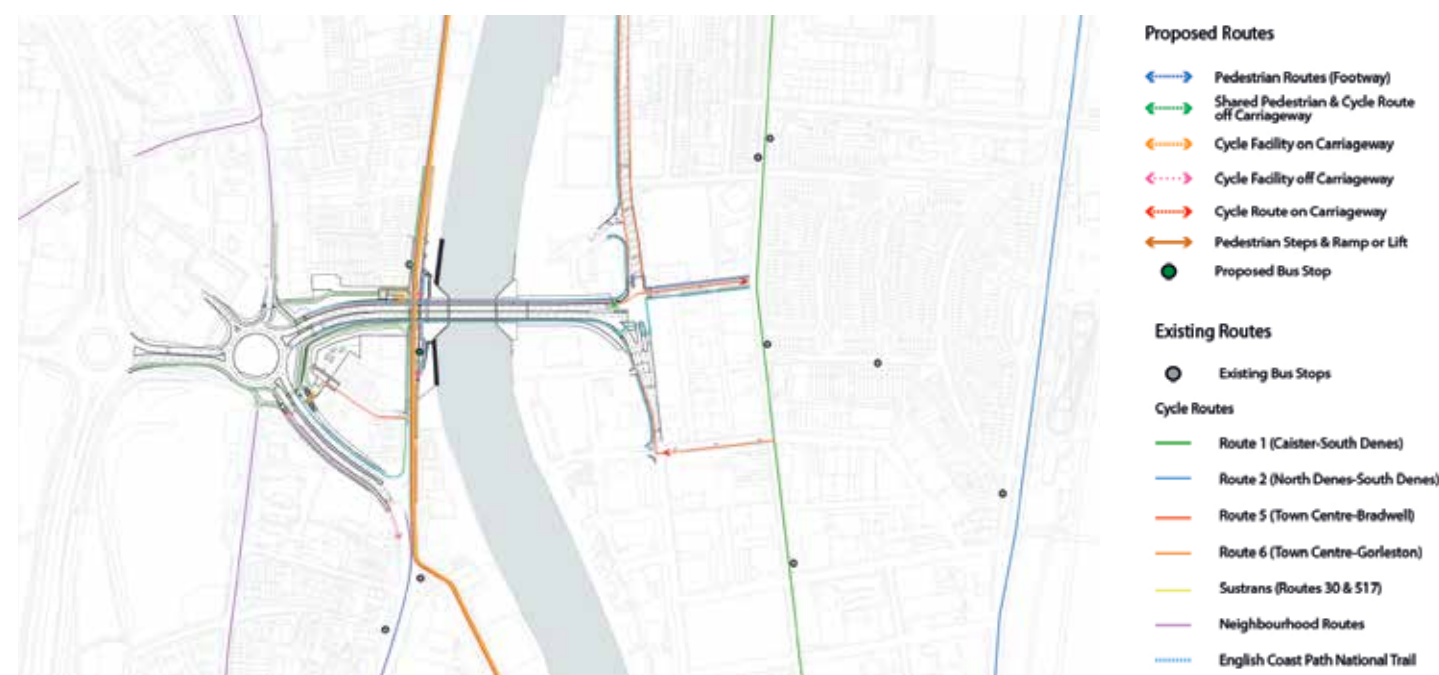 Proposed Routes
Pedestrian Routes (Footway)
Shared Pedestrian & Cycle Route
off Carriageway
Cycle Facility on Carriageway
Cycle Facility off Carriageway
Cycle Route on Carriageway
Pedestrian Steps & Ramp or Lift
Proposed Bus Stop
Existing Routes
Existing Bus Stops
Cycle Routes
Route 1 (Caister-South Denes)
Route 2 (North Denes-South Denes)
Route 5 (Town Centre-Bradwell)
Route 6 (Town Centre-Gorleston)
Sustrans (Routes 30 & 517)
Neighbourhood Routes
English Coast Path National Trail